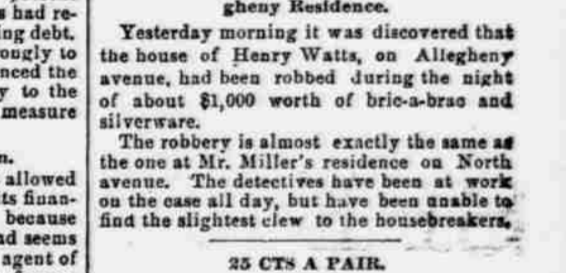 s had re-
ing debt.
ongly to
nced the
y to the
measure
n.
allowed
ts finan-
because
ad seems
agent of
gheny Residence.
Yesterday morning it was discovered that
the house of Henry Watts, on Allegheny
avenue, had been robbed during the night
of about $1,000 worth of bric-a-brac and
silverware.
The robbery is almost exactly the same as
the one at Mr. Miller's residence on North
avenue. The detectives have been at work
on the case all day, but have been unable to
find the slightest clew to the housebreakers.
25 CTS A PAIR.